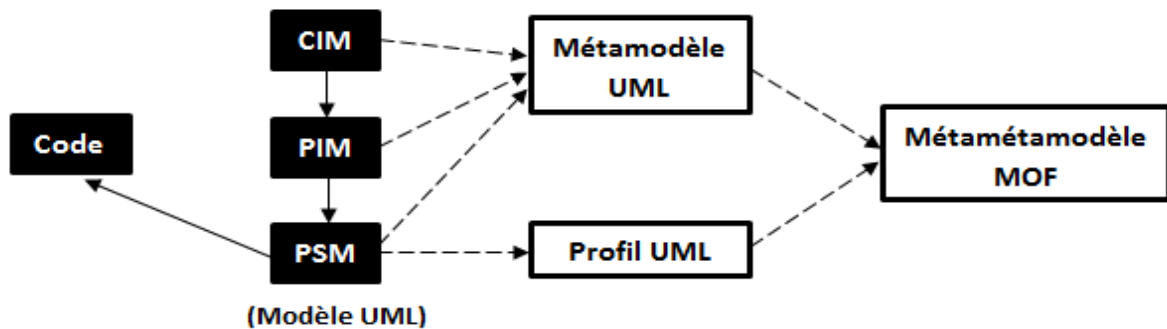 CIM
Métamodèle
UML
Code
PIM
Métamétamodèle
MOF
PSM
Profil UML
(Modèle UML)